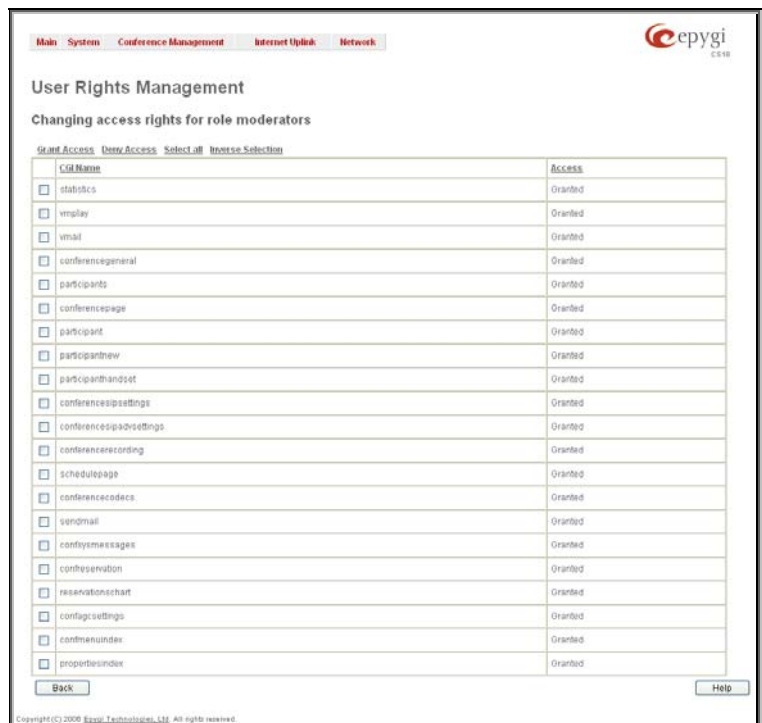 Main System Conference Management Internet Uplink Network
epygi
CS18
User Rights Management
Changing access rights for role moderators
Grant Access Deny Access Select all Inverse Selection
CGI Name Access
statistics Granted
vmplay Granted
vmail Granted
conferencegeneral Granted
participants Granted
conferencepage Granted
participant Granted
participantnew Granted
participanthandset Granted
conferencesipsettings Granted
conferencesipadvsettings Granted
conferencerecording Granted
schedulepage Granted
conferencecodecs Granted
sendmail Granted
confsysmessages Granted
confreservation Granted
reservationschart Granted
confagcsettings Granted
confmenuindex Granted
propertiesindex Granted
Back Help
Copyright (C) 2008 Epygi Technologies, Ltd. All rights reserved.